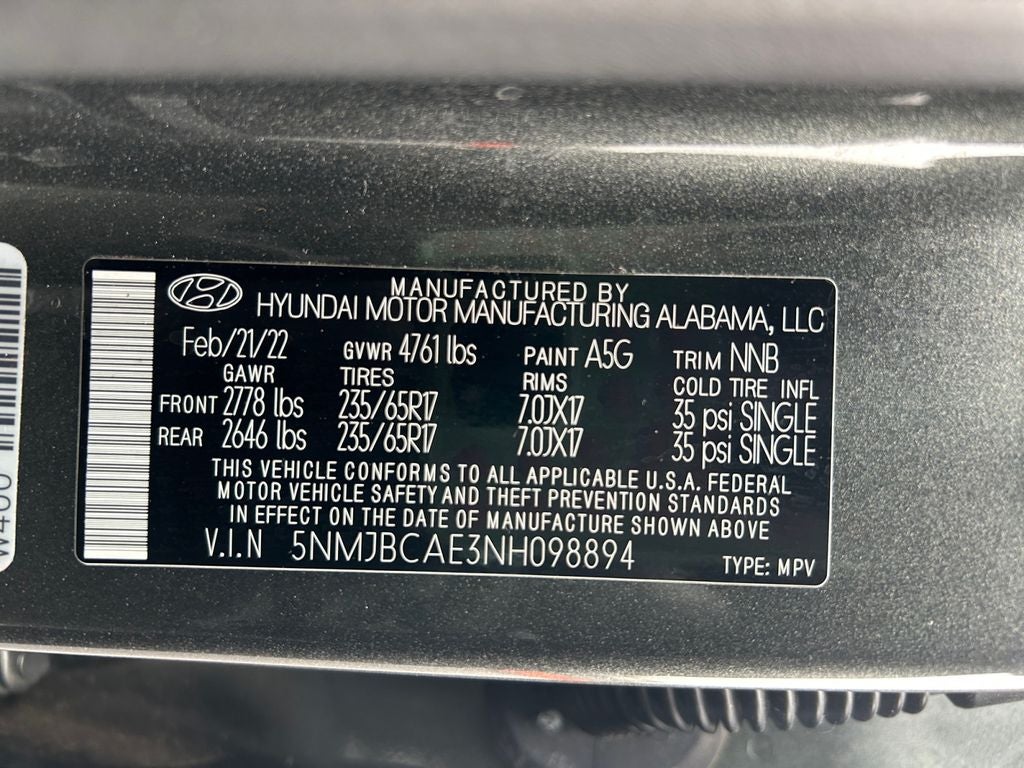 MANUFACTURED BY
HYUNDAI MOTOR MANUFACTURING ALABAMA, LLC
Feb/21/22 GVWR 4761 lbs PAINT A5G TRIM NNB
GAWR TIRES RIMS COLD TIRE INFL
FRONT 2778 lbs 235/65R17 7.0JX17 35 psi SINGLE
REAR 2646 lbs 235/65R17 7.0JX17 35 psi SINGLE
THIS VEHICLE CONFORMS TO ALL APPLICABLE U.S.A. FEDERAL
MOTOR VEHICLE SAFETY AND THEFT PREVENTION STANDARDS
IN EFFECT ON THE DATE OF MANUFACTURE SHOWN ABOVE
V.I.N 5NMJBCAE3NH098894 TYPE: MPV